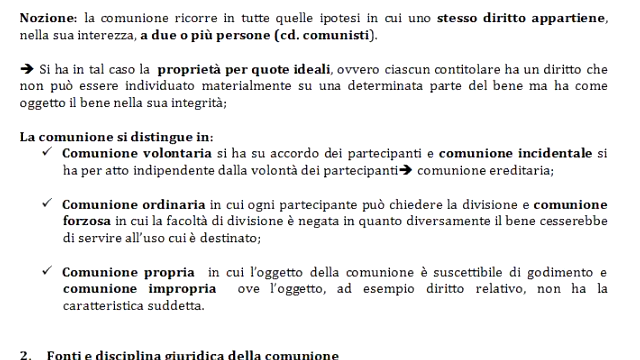 Nozione: la comunione ricorre in tutte quelle ipotesi in cui uno stesso diritto appartiene,
nella sua interezza, a due o più persone (cd. comunisti).
➔ Si ha in tal caso la proprietà per quote ideali, ovvero ciascun contitolare ha un diritto che
non può essere individuato materialmente su una determinata parte del bene ma ha come
oggetto il bene nella sua integrità;
La comunione si distingue in:
✓ Comunione volontaria si ha su accordo dei partecipanti e comunione incidentale si
ha per atto indipendente dalla volontà dei partecipanti➔ comunione ereditaria;
✓ Comunione ordinaria in cui ogni partecipante può chiedere la divisione e comunione
forzosa in cui la facoltà di divisione è negata in quanto diversamente il bene cesserebbe
di servire all'uso cui è destinato;
✓ Comunione propria in cui l'oggetto della comunione è suscettibile di godimento e
comunione impropria ove l'oggetto, ad esempio diritto relativo, non ha la
caratteristica suddetta.
2. Fonti e disciplina giuridica della comunione